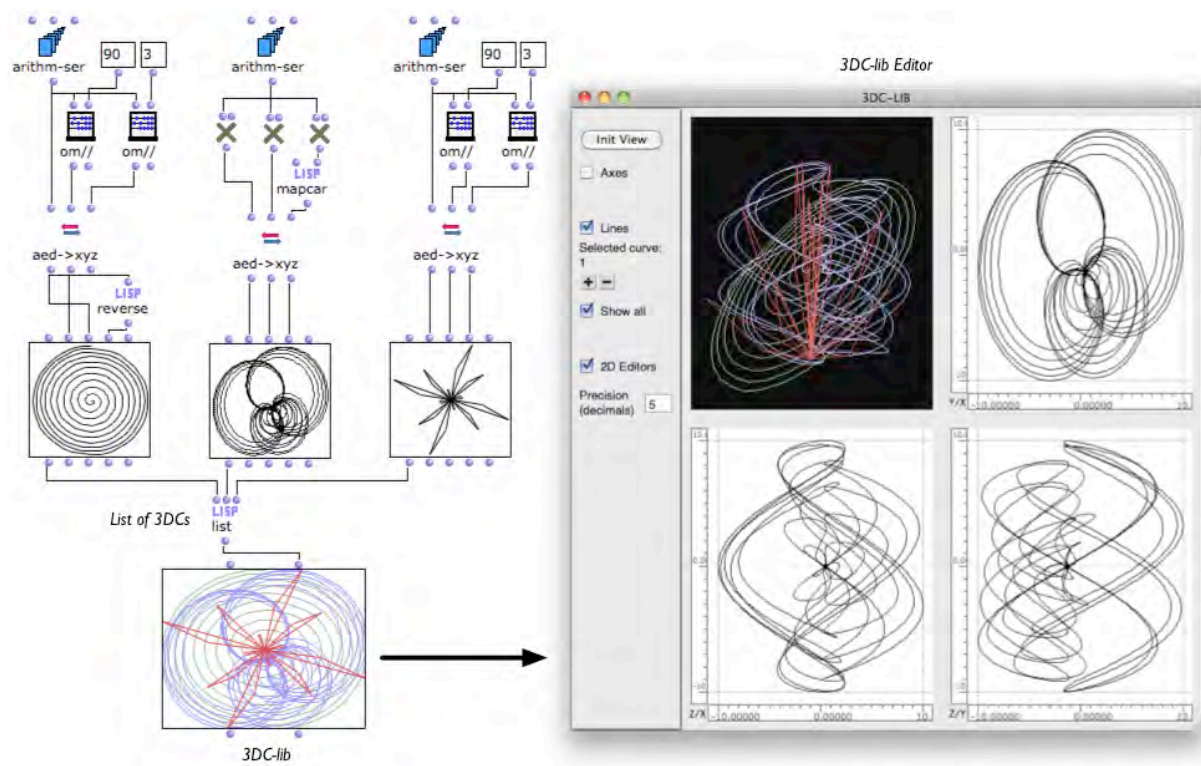 arithm-ser
90
3
om//
om//
aed->xyz
LISP
reverse
arithm-ser
LISP
mapcar
aed->xyz
arithm-ser
90
3
om//
om//
aed->xyz
List of 3DCs
LISP
list
3DC-lib
3DC-lib Editor
3DC-LIB
Init View
Axes
Lines
Selected curve:
1
Show all
2D Editors
Precision
(decimals)
5
Y/X
-10.00000
0.00000
10.
Z/X
-10.00000
0.00000
10.
Z/Y
-10.00000
0.00000
10.